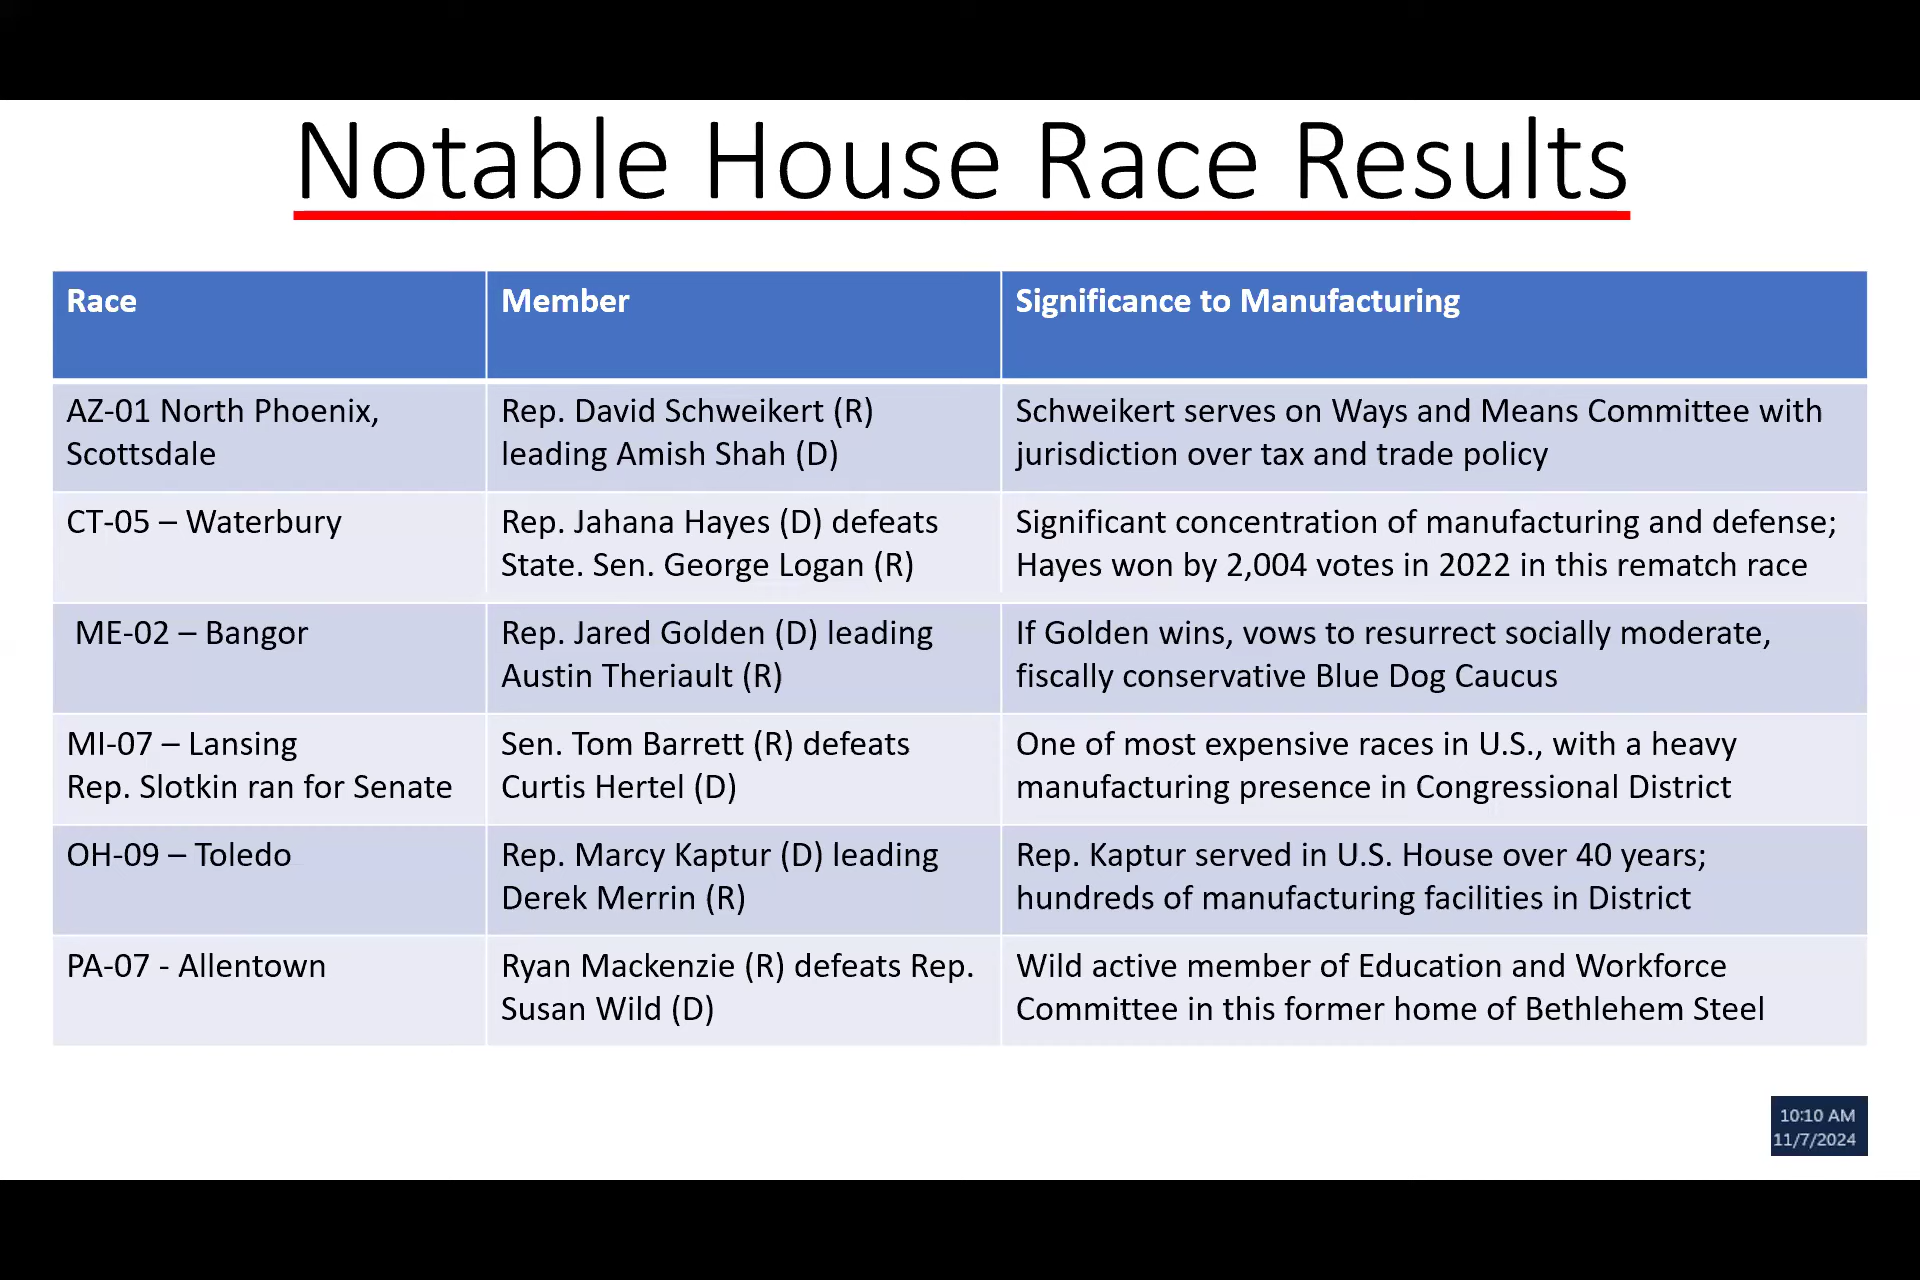 Notable House Race Results
Race
Member
Significance to Manufacturing
AZ-01 North Phoenix,
Scottsdale
Rep. David Schweikert (R)
leading Amish Shah (D)
Schweikert serves on Ways and Means Committee with
jurisdiction over tax and trade policy
CT-05 – Waterbury
Rep. Jahana Hayes (D) defeats
State. Sen. George Logan (R)
Significant concentration of manufacturing and defense;
Hayes won by 2,004 votes in 2022 in this rematch race
ME-02 – Bangor
Rep. Jared Golden (D) leading
Austin Theriault (R)
If Golden wins, vows to resurrect socially moderate,
fiscally conservative Blue Dog Caucus
MI-07 – Lansing
Rep. Slotkin ran for Senate
Sen. Tom Barrett (R) defeats
Curtis Hertel (D)
One of most expensive races in U.S., with a heavy
manufacturing presence in Congressional District
OH-09 – Toledo
Rep. Marcy Kaptur (D) leading
Derek Merrin (R)
Rep. Kaptur served in U.S. House over 40 years;
hundreds of manufacturing facilities in District
PA-07 - Allentown
Ryan Mackenzie (R) defeats Rep.
Susan Wild (D)
Wild active member of Education and Workforce
Committee in this former home of Bethlehem Steel
10:10 AM
11/7/2024